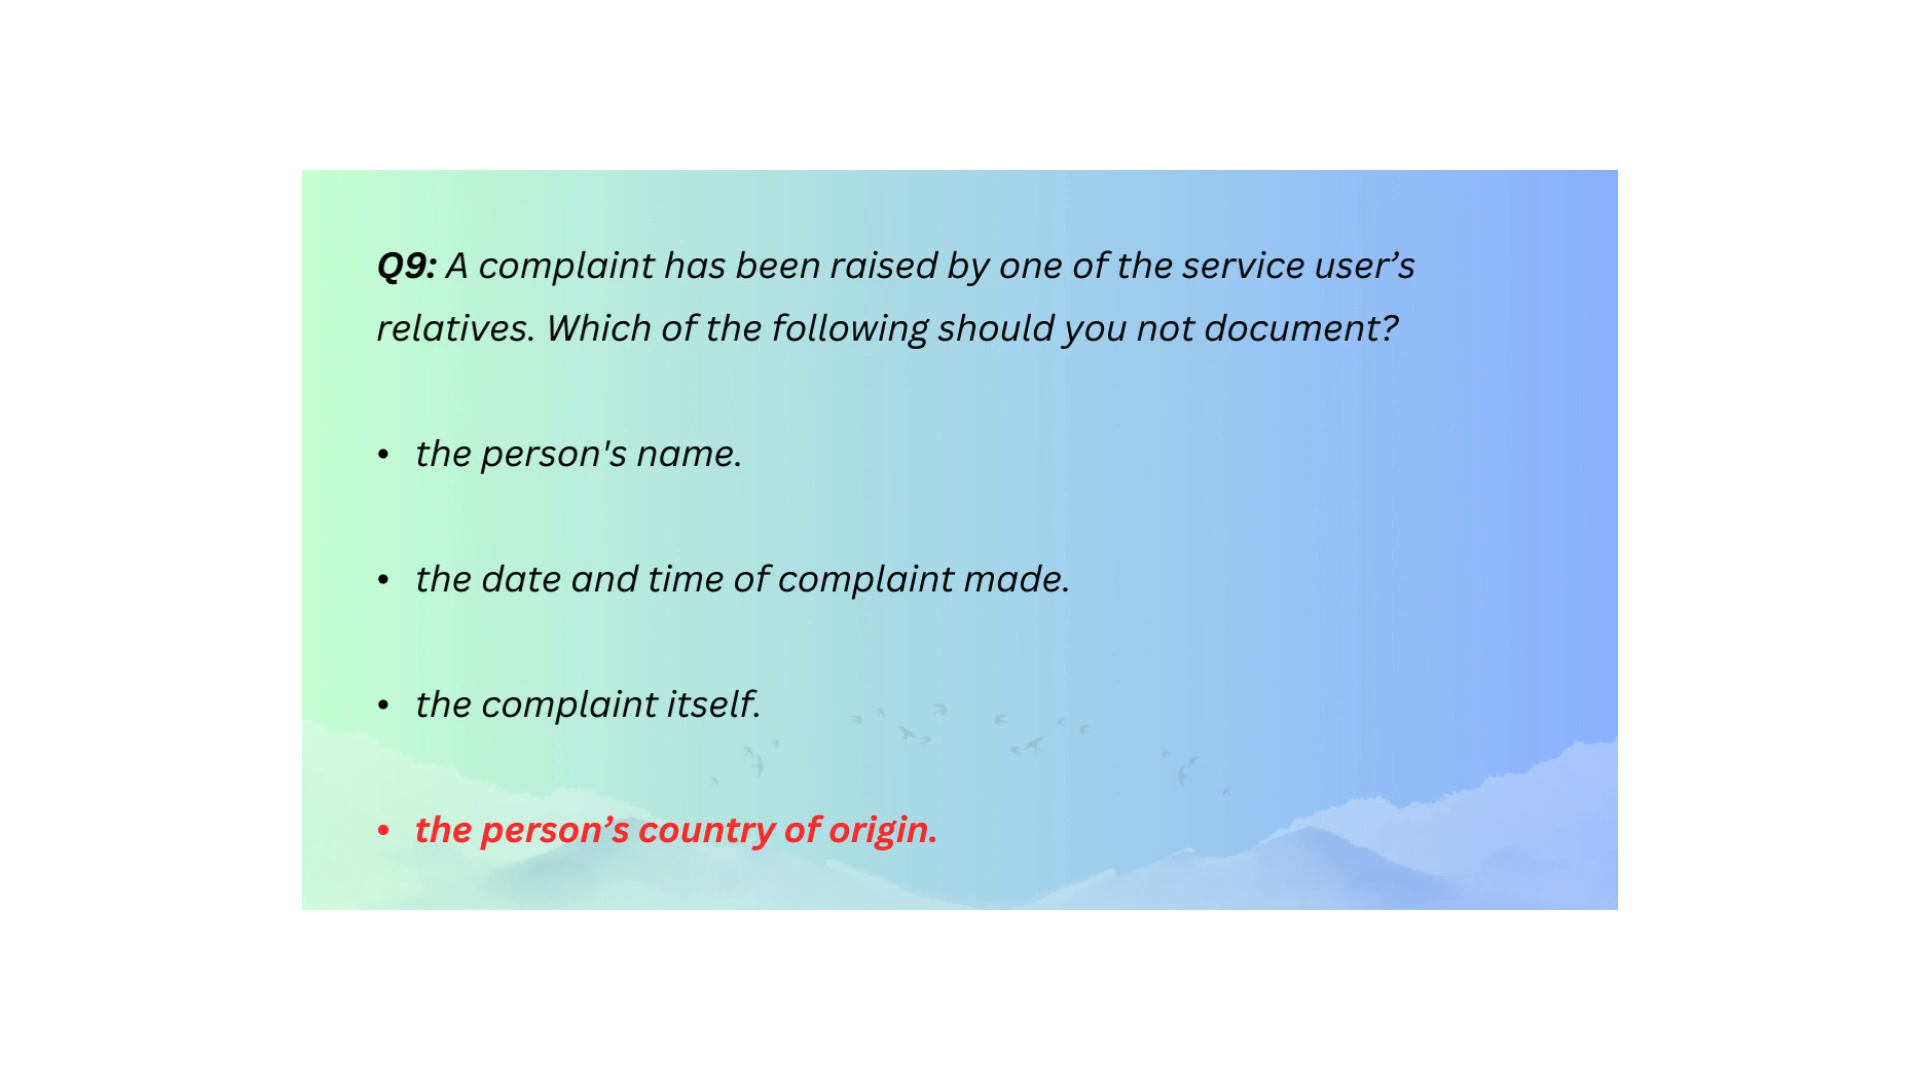 Q9: A complaint has been raised by one of the service user’s
relatives. Which of the following should you not document?
• the person's name.
• the date and time of complaint made.
• the complaint itself.
• the person’s country of origin.